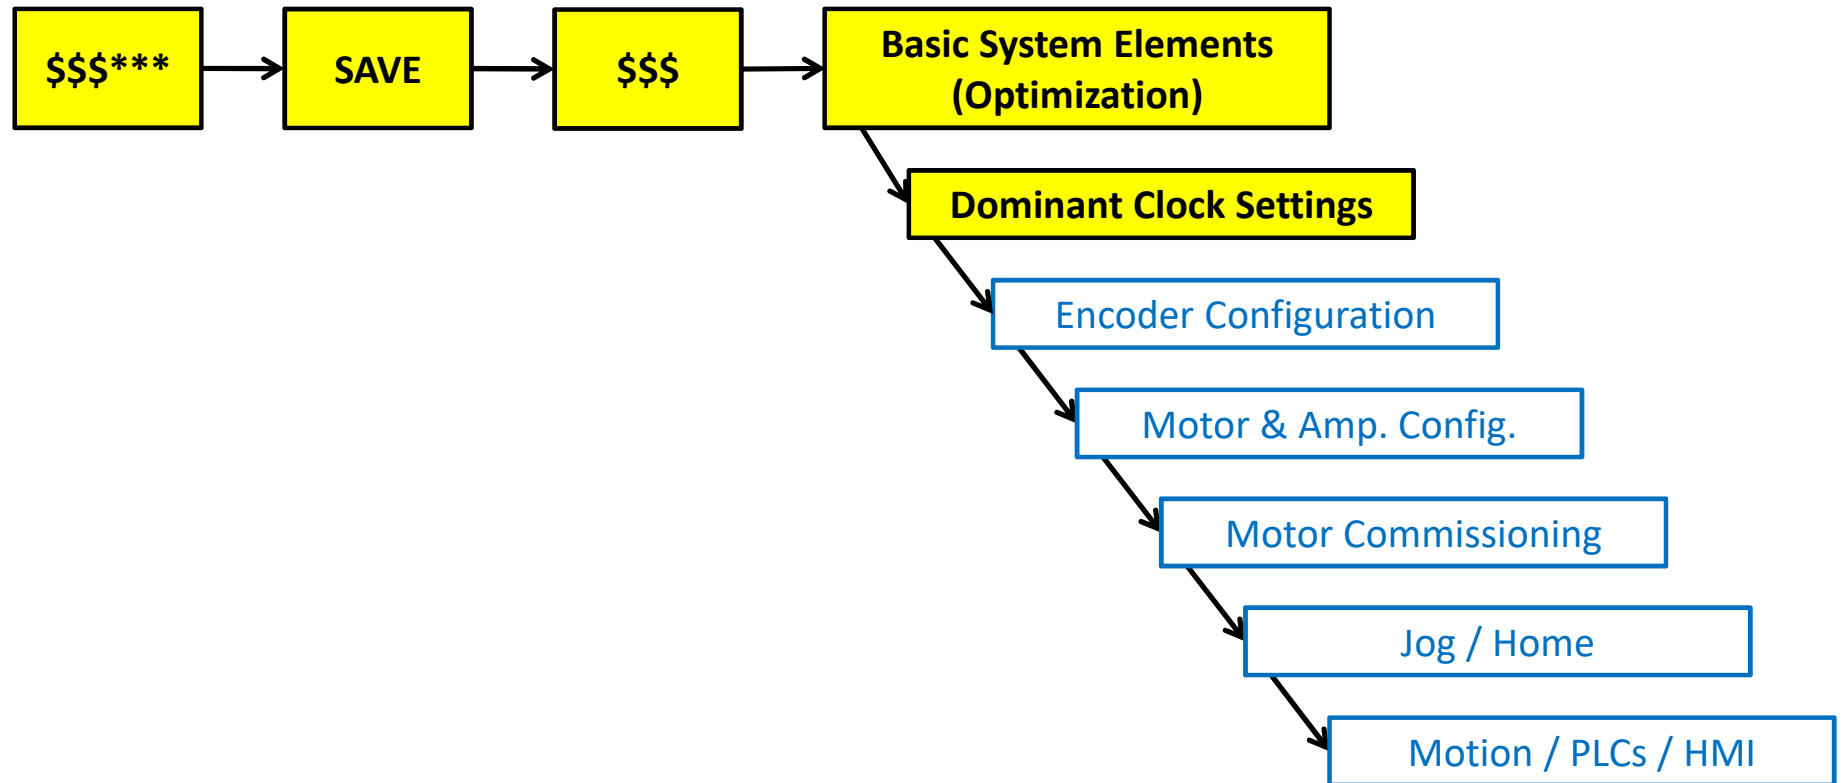 $$$***
SAVE
$$$
Basic System Elements
(Optimization)
Dominant Clock Settings
Encoder Configuration
Motor & Amp. Config.
Motor Commissioning
Jog / Home
Motion / PLCs / HMI